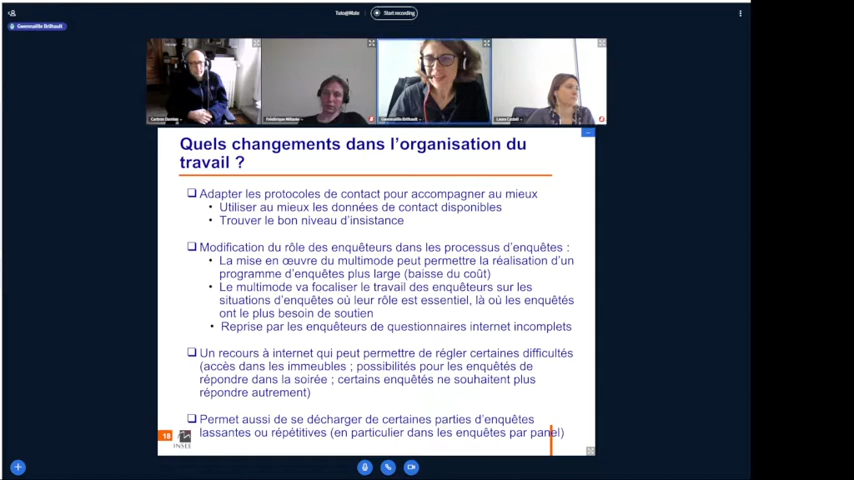 Tuto@Mate
Start recording
Gwennaëlle Brilhault
Gwennaëlle Brilhault
Quels changements dans l'organisation du
travail ?
Adapter les protocoles de contact pour accompagner au mieux
• Utiliser au mieux les données de contact disponibles
• Trouver le bon niveau d'insistance
Modification du rôle des enquêteurs dans les processus d'enquêtes :
• La mise en œuvre du multimode peut permettre la réalisation d'un
programme d'enquêtes plus large (baisse du coût)
• Le multimode va focaliser le travail des enquêteurs sur les
situations d'enquêtes où leur rôle est essentiel, là où les enquêtés
ont le plus besoin de soutien
• Reprise par les enquêteurs de questionnaires internet incomplets
Un recours à internet qui peut permettre de régler certaines difficultés
(accès dans les immeubles ; possibilités pour les enquêtés de
répondre dans la soirée ; certains enquêtés ne souhaitent plus
répondre autrement)
Permet aussi de se décharger de certaines parties d'enquêtes
lassantes ou répétitives (en particulier dans les enquêtes par panel)
18
INSEE